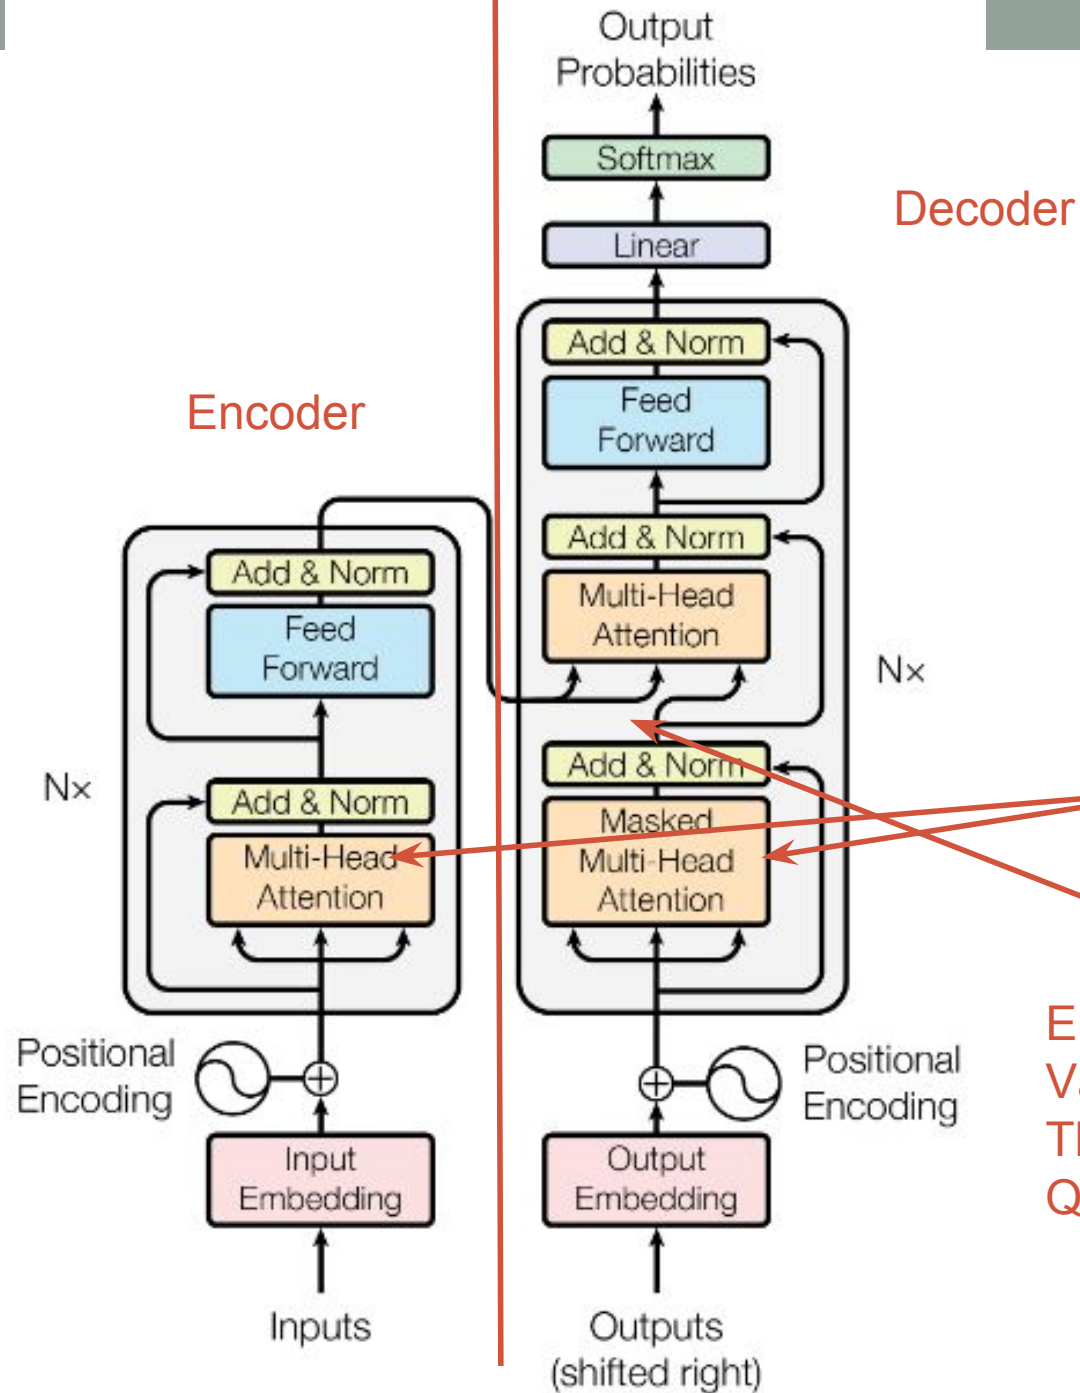 Output
Probabilities
Softmax
Linear
Decoder
Add & Norm
Feed
Forward
Add & Norm
Multi-Head
Attention
Nx
Add & Norm
Masked
Multi-Head
Attention
Positional
Encoding
Output
Embedding
Outputs
(shifted right)
Encoder
Add & Norm
Feed
Forward
Nx
Add & Norm
Multi-Head
Attention
Positional
Encoding
Input
Embedding
Inputs